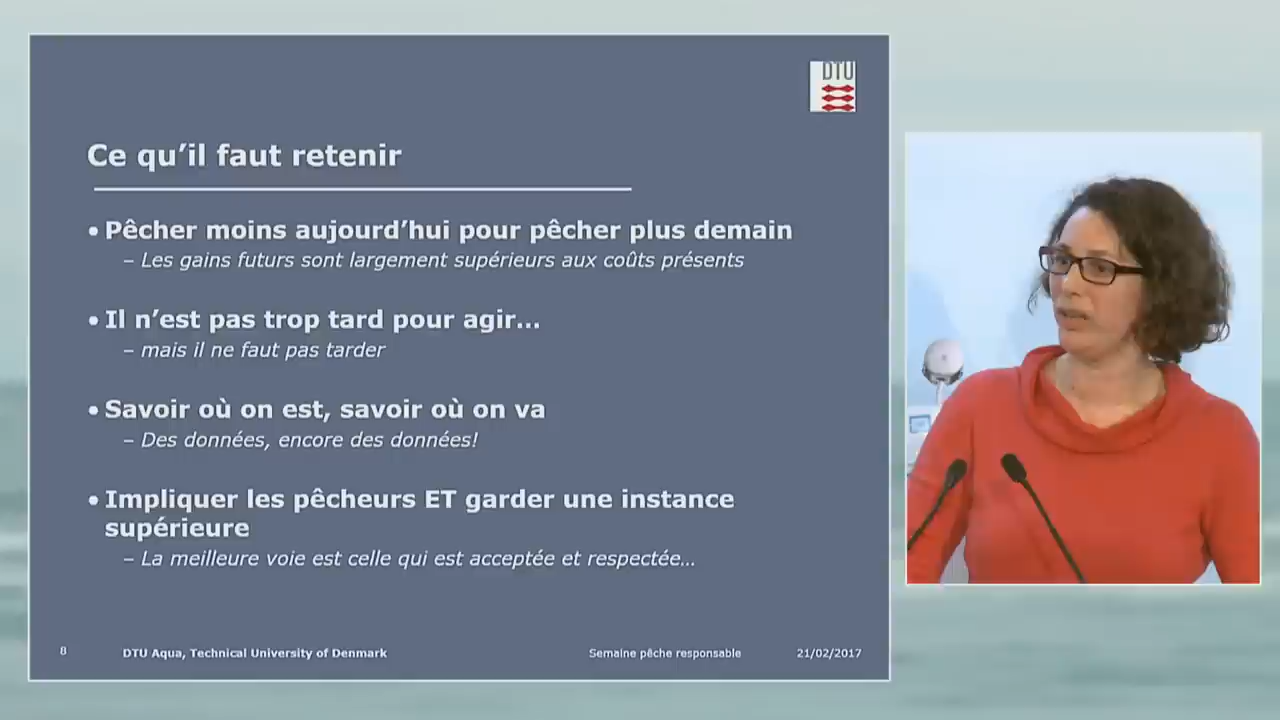 DTU
Ce qu’il faut retenir
• Pêcher moins aujourd’hui pour pêcher plus demain
– Les gains futurs sont largement supérieurs aux coûts présents
• Il n’est pas trop tard pour agir…
– mais il ne faut pas tarder
• Savoir où on est, savoir où on va
– Des données, encore des données!
• Impliquer les pêcheurs ET garder une instance
supérieure
– La meilleure voie est celle qui est acceptée et respectée…
8 DTU Aqua, Technical University of Denmark Semaine pêche responsable 21/02/2017